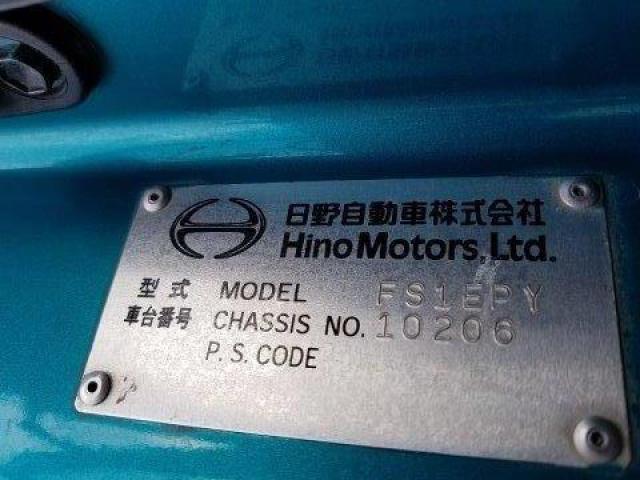 日野自動車株式会社
Hino Motors, Ltd.
型式 MODEL FS1EPY
車台番号 CHASSIS NO. 10206
P. S. CODE